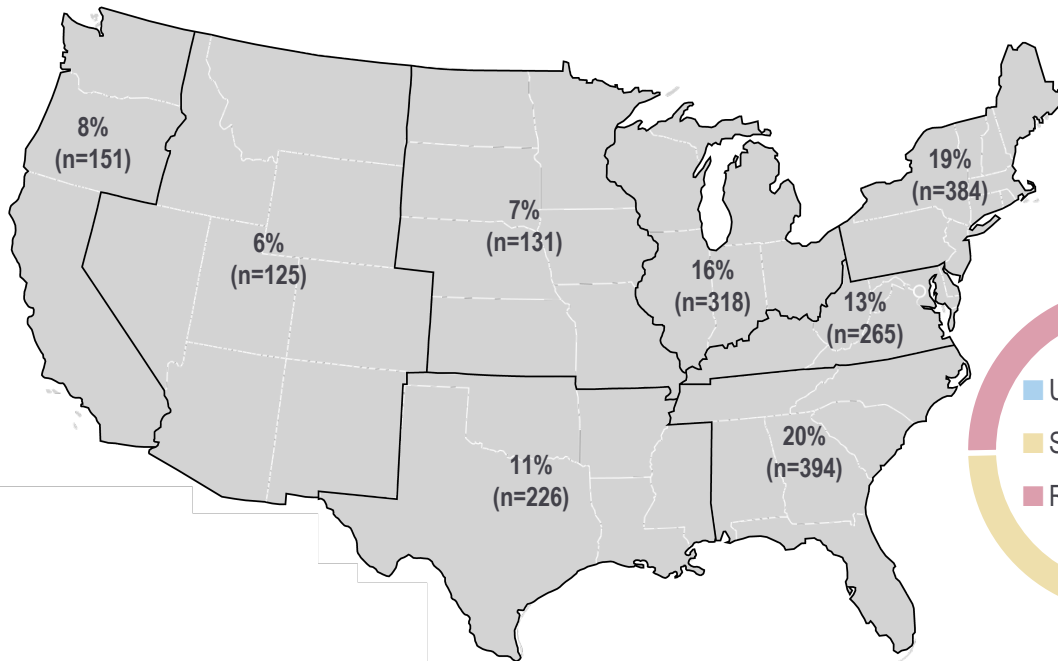 8%
(n=151)
6%
(n=125)
7%
(n=131)
16%
(n=318)
19%
(n=384)
13%
(n=265)
11%
(n=226)
20%
(n=394)